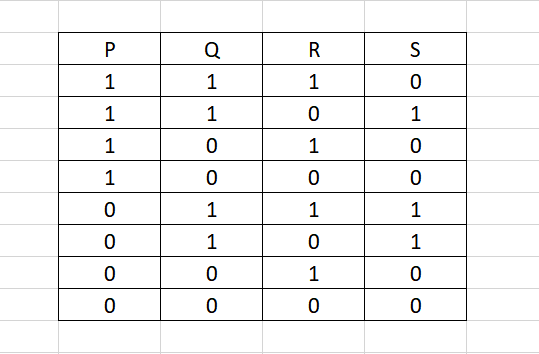 P Q R S
1 1 1 0
1 1 0 1
1 0 1 0
1 0 0 0
0 1 1 1
0 1 0 1
0 0 1 0
0 0 0 0